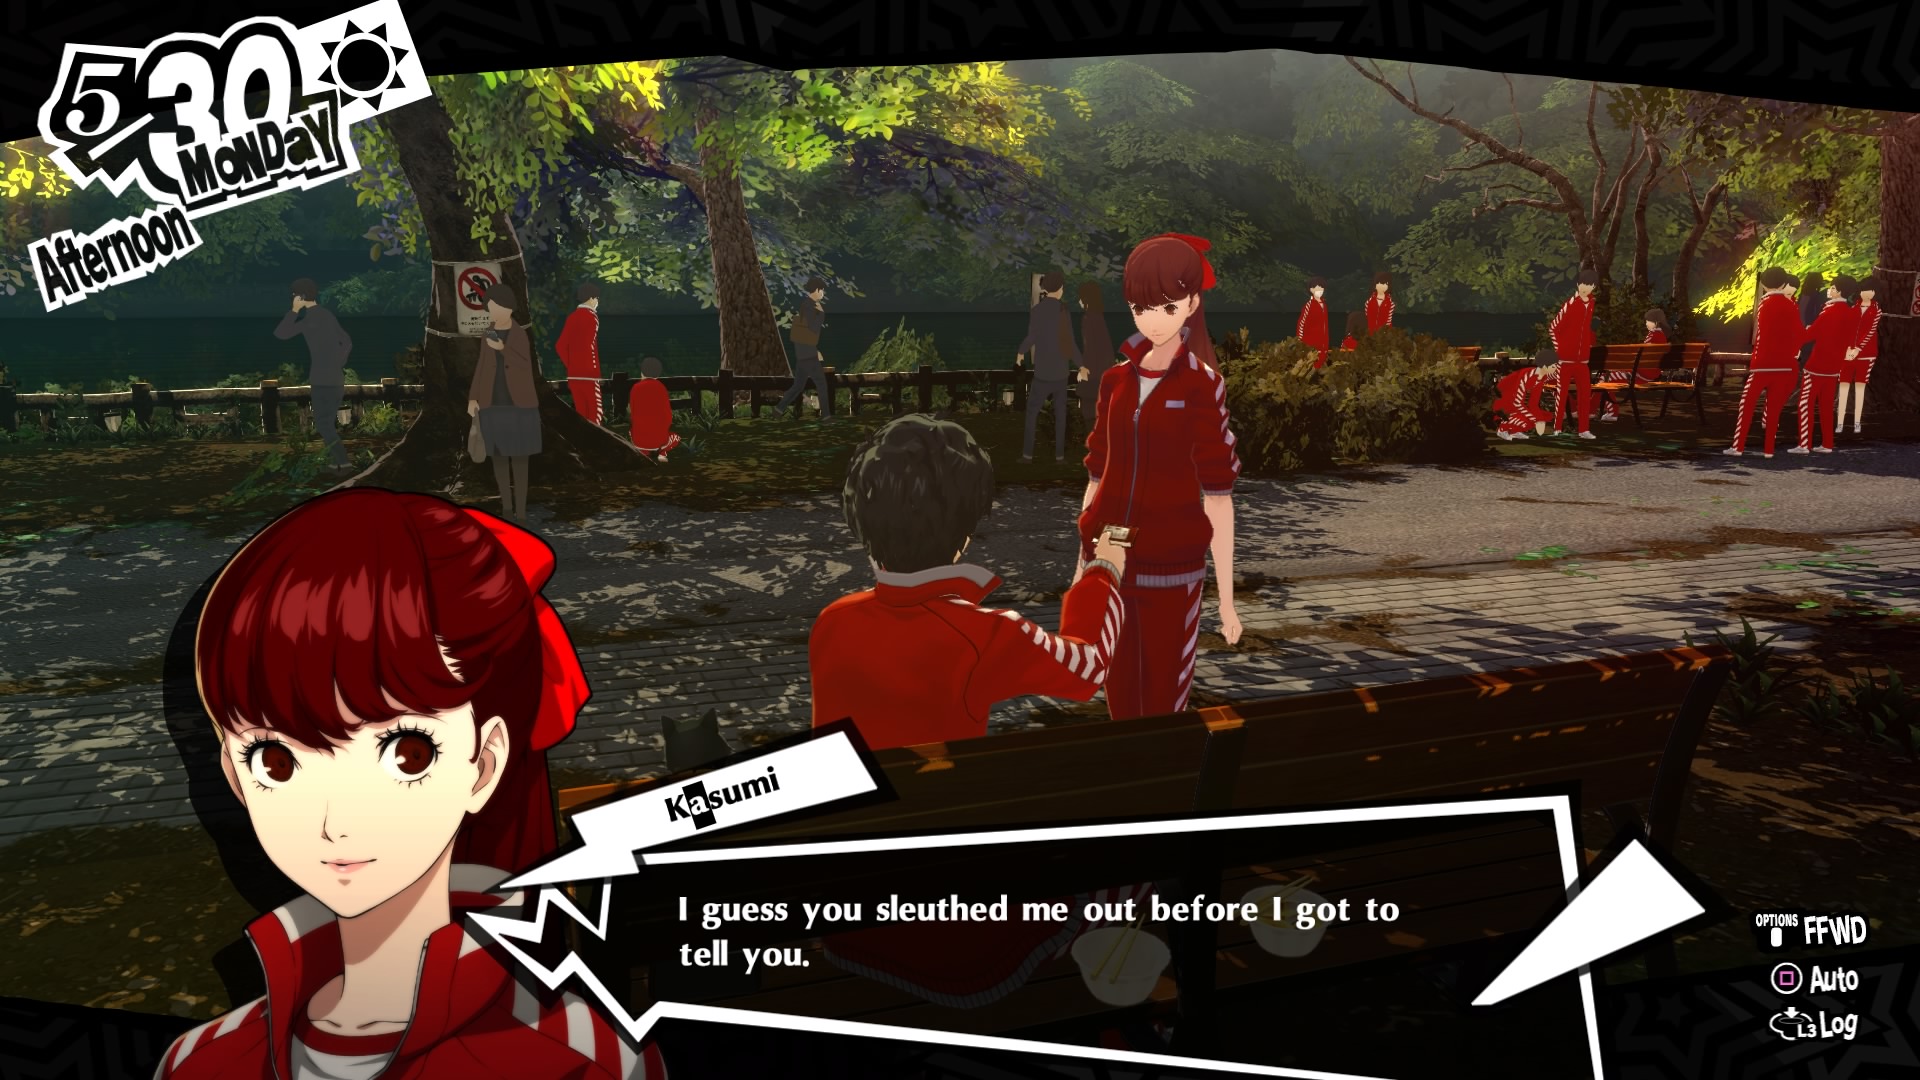 5/30
MONDAY
Afternoon
Kasumi
I guess you sleuthed me out before I got to
tell you.
OPTIONS FFWD
Auto
L3 Log